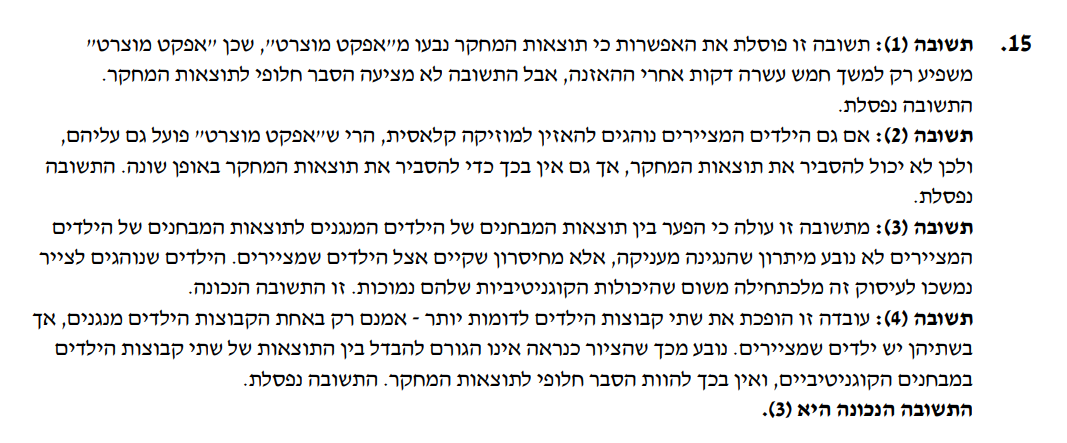 15. תשובה (1): תשובה זו פוסלת את האפשרות כי תוצאות המחקר נבעו מ"אפקט מוצרט", שכן "אפקט מוצרט"
משפיע רק למשך חמש עשרה דקות אחרי ההאזנה, אבל התשובה לא מציעה הסבר חלופי לתוצאות המחקר.
התשובה נפסלת.
תשובה (2): אם גם הילדים המציירים נוהגים להאזין למוזיקה קלאסית, הרי ש"אפקט מוצרט" פועל גם עליהם,
ולכן לא יכול להסביר את תוצאות המחקר, אך גם אין בכך כדי להסביר את תוצאות המחקר באופן שונה. התשובה
נפסלת.
תשובה (3): מתשובה זו עולה כי הפער בין תוצאות המבחנים של הילדים המנגנים לתוצאות המבחנים של הילדים
המציירים לא נובע מיתרון שהנגינה מעניקה, אלא מחיסרון שקיים אצל הילדים שמציירים. הילדים שנוהגים לצייר
נמשכו לעיסוק זה מלכתחילה משום שהיכולות הקוגניטיביות שלהם נמוכות. זו התשובה הנכונה.
תשובה (4): עובדה זו הופכת את שתי קבוצות הילדים לדומות יותר - אמנם רק באחת הקבוצות הילדים מנגנים, אך
בשתיהן יש ילדים שמציירים. נובע מכך שהציור כנראה אינו הגורם להבדל בין התוצאות של שתי קבוצות הילדים
במבחנים הקוגניטיביים, ואין בכך להוות הסבר חלופי לתוצאות המחקר. התשובה נפסלת.
התשובה הנכונה היא (3).